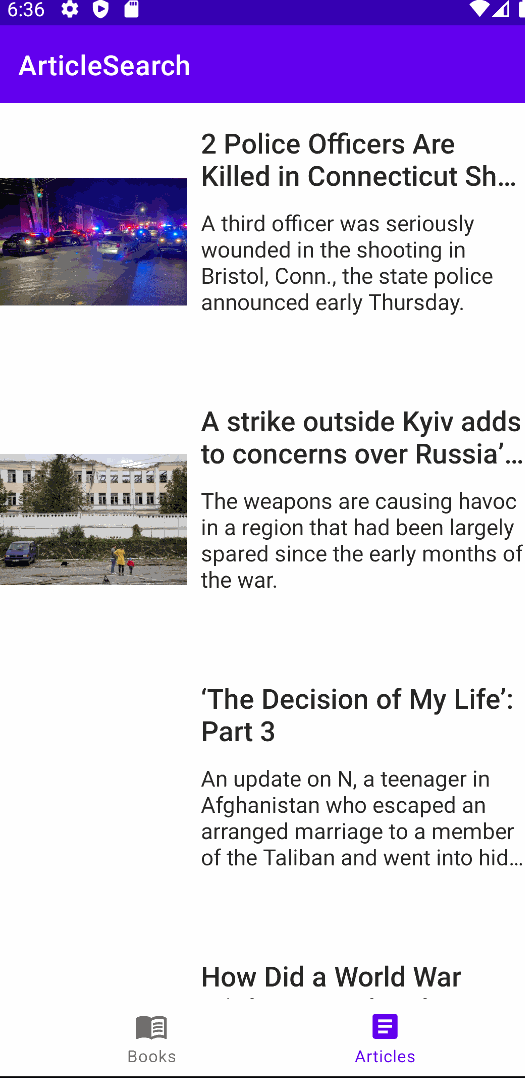 6:36
ArticleSearch
2 Police Officers Are
Killed in Connecticut Sh…
A third officer was seriously
wounded in the shooting in
Bristol, Conn., the state police
announced early Thursday.
A strike outside Kyiv adds
to concerns over Russia’…
The weapons are causing havoc
in a region that had been largely
spared since the early months of
the war.
‘The Decision of My Life’:
Part 3
An update on N, a teenager in
Afghanistan who escaped an
arranged marriage to a member
of the Taliban and went into hid…
How Did a World War
Books
Articles